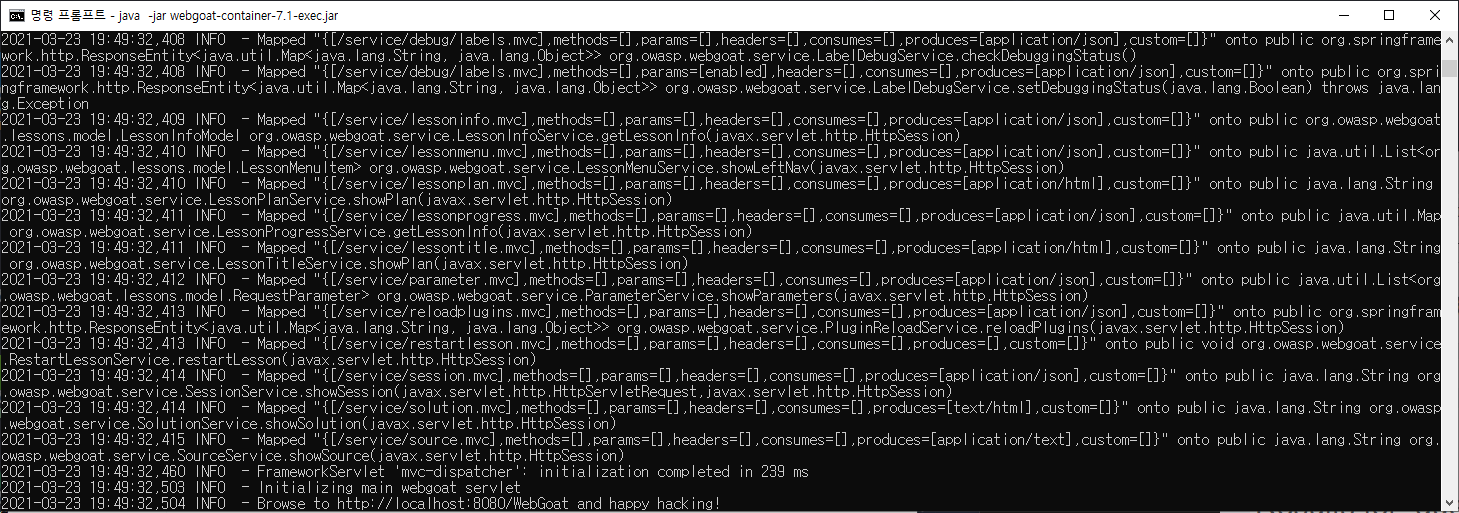 명령 프롬프트 - java  -jar webgoat-container-7.1-exec.jar
2021-03-23 19:49:32,408 INFO  - Mapped "{[/service/debug/labels.mvc],methods=[],params=[],headers=[],consumes=[],produces=[application/json],custom=[]}" onto public org.springframe
work.http.ResponseEntity<java.util.Map<java.lang.String, java.lang.Object>> org.owasp.webgoat.service.LabelDebugService.checkDebuggingStatus()
2021-03-23 19:49:32,408 INFO  - Mapped "{[/service/debug/labels.mvc],methods=[],params=[enabled],headers=[],consumes=[],produces=[application/json],custom=[]}" onto public org.spri
ngframework.http.ResponseEntity<java.util.Map<java.lang.String, java.lang.Object>> org.owasp.webgoat.service.LabelDebugService.setDebuggingStatus(java.lang.Boolean) throws java.lan
g.Exception
2021-03-23 19:49:32,409 INFO  - Mapped "{[/service/lessoninfo.mvc],methods=[],params=[],headers=[],consumes=[],produces=[application/json],custom=[]}" onto public org.owasp.webgoat
.lessons.model.LessonInfoModel org.owasp.webgoat.service.LessonInfoService.getLessonInfo(javax.servlet.http.HttpSession)
2021-03-23 19:49:32,410 INFO  - Mapped "{[/service/lessonmenu.mvc],methods=[],params=[],headers=[],consumes=[],produces=[application/json],custom=[]}" onto public java.util.List<or
g.owasp.webgoat.lessons.model.LessonMenuItem> org.owasp.webgoat.service.LessonMenuService.showLeftNav(javax.servlet.http.HttpSession)
2021-03-23 19:49:32,410 INFO  - Mapped "{[/service/lessonplan.mvc],methods=[],params=[],headers=[],consumes=[],produces=[application/html],custom=[]}" onto public java.lang.String
org.owasp.webgoat.service.LessonPlanService.showPlan(javax.servlet.http.HttpSession)
2021-03-23 19:49:32,411 INFO  - Mapped "{[/service/lessonprogress.mvc],methods=[],params=[],headers=[],consumes=[],produces=[application/json],custom=[]}" onto public java.util.Map
 org.owasp.webgoat.service.LessonProgressService.getLessonInfo(javax.servlet.http.HttpSession)
2021-03-23 19:49:32,411 INFO  - Mapped "{[/service/lessontitle.mvc],methods=[],params=[],headers=[],consumes=[],produces=[application/html],custom=[]}" onto public java.lang.String
 org.owasp.webgoat.service.LessonTitleService.showPlan(javax.servlet.http.HttpSession)
2021-03-23 19:49:32,412 INFO  - Mapped "{[/service/parameter.mvc],methods=[],params=[],headers=[],consumes=[],produces=[application/json],custom=[]}" onto public java.util.List<org
.owasp.webgoat.lessons.model.RequestParameter> org.owasp.webgoat.service.ParameterService.showParameters(javax.servlet.http.HttpSession)
2021-03-23 19:49:32,413 INFO  - Mapped "{[/service/reloadplugins.mvc],methods=[],params=[],headers=[],consumes=[],produces=[application/json],custom=[]}" onto public org.springfram
ework.http.ResponseEntity<java.util.Map<java.lang.String, java.lang.Object>> org.owasp.webgoat.service.PluginReloadService.reloadPlugins(javax.servlet.http.HttpSession)
2021-03-23 19:49:32,413 INFO  - Mapped "{[/service/restartlesson.mvc],methods=[],params=[],headers=[],consumes=[],produces=[],custom=[]}" onto public void org.owasp.webgoat.service
.RestartLessonService.restartLesson(javax.servlet.http.HttpSession)
2021-03-23 19:49:32,414 INFO  - Mapped "{[/service/session.mvc],methods=[],params=[],headers=[],consumes=[],produces=[application/json],custom=[]}" onto public java.lang.String org
.owasp.webgoat.service.SessionService.showSession(javax.servlet.http.HttpServletRequest,javax.servlet.http.HttpSession)
2021-03-23 19:49:32,414 INFO  - Mapped "{[/service/solution.mvc],methods=[],params=[],headers=[],consumes=[],produces=[text/html],custom=[]}" onto public java.lang.String org.owasp
.webgoat.service.SolutionService.showSolution(javax.servlet.http.HttpSession)
2021-03-23 19:49:32,415 INFO  - Mapped "{[/service/source.mvc],methods=[],params=[],headers=[],consumes=[],produces=[application/text],custom=[]}" onto public java.lang.String org.
owasp.webgoat.service.SourceService.showSource(javax.servlet.http.HttpSession)
2021-03-23 19:49:32,460 INFO  - FrameworkServlet 'mvc-dispatcher': initialization completed in 239 ms
2021-03-23 19:49:32,503 INFO  - Initializing main webgoat servlet
2021-03-23 19:49:32,504 INFO  - Browse to http://localhost:8080/WebGoat and happy hacking!